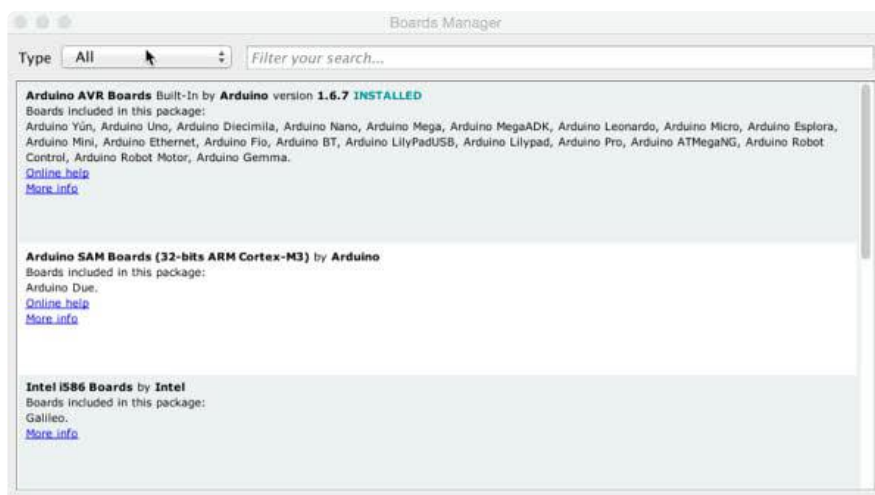 Boards Manager
Type All Filter your search...
Arduino AVR Boards Built-In by Arduino version 1.6.7 INSTALLED
Boards included in this package:
Arduino Yún, Arduino Uno, Arduino Diecimila, Arduino Nano, Arduino Mega, Arduino MegaADK, Arduino Leonardo, Arduino Micro, Arduino Esplora,
Arduino Mini, Arduino Ethernet, Arduino Fio, Arduino BT, Arduino LilyPadUSB, Arduino Lilypad, Arduino Pro, Arduino ATMegaNG, Arduino Robot
Control, Arduino Robot Motor, Arduino Gemma.
Online help
More info
Arduino SAM Boards (32-bits ARM Cortex-M3) by Arduino
Boards included in this package:
Arduino Due.
Online help
More info
Intel i586 Boards by Intel
Boards included in this package:
Galileo.
More info